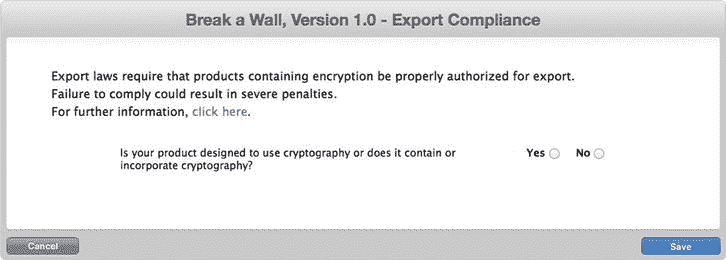 Break a Wall, Version 1.0 - Export Compliance
Export laws require that products containing encryption be properly authorized for export.
Failure to comply could result in severe penalties.
For further information, click here.
Is your product designed to use cryptography or does it contain or Yes No
incorporate cryptography?
Cancel Save